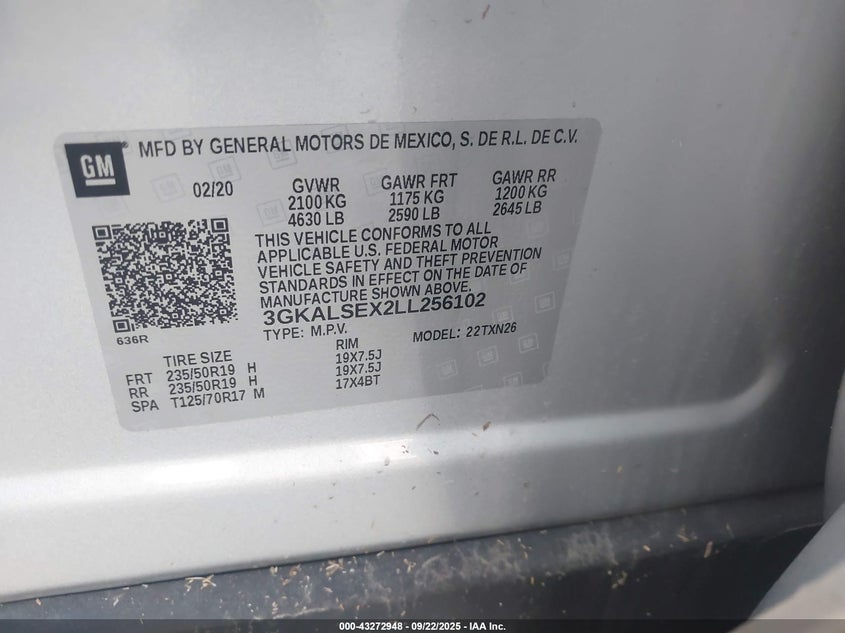 GM
MFD BY GENERAL MOTORS DE MEXICO, S. DE R.L. DE C.V.
02/20 GVWR GAWR FRT GAWR RR
2100 KG 1175 KG 1200 KG
4630 LB 2590 LB 2645 LB
THIS VEHICLE CONFORMS TO ALL
APPLICABLE U.S. FEDERAL MOTOR
VEHICLE SAFETY AND THEFT PREVENTION
STANDARDS IN EFFECT ON THE DATE OF
MANUFACTURE SHOWN ABOVE.
3GKALSEX2LL256102
636R
TYPE: M.P.V. MODEL: 22TXN26
TIRE SIZE RIM
FRT 235/50R19 H 19X7.5J
RR 235/50R19 H 19X7.5J
SPA T125/70R17 M 17X4BT
000-43272948 - 09/22/2025 - IAA Inc.